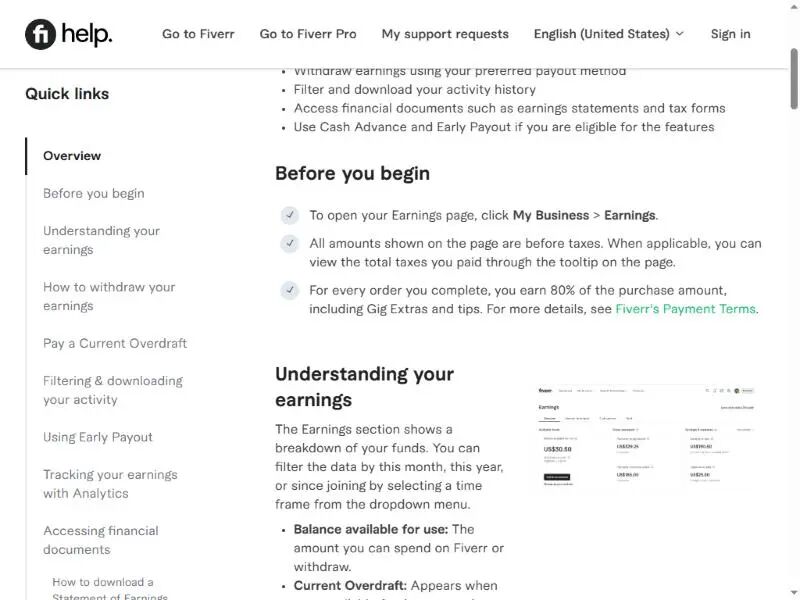 fi help.
Go to Fiverr
Go to Fiverr Pro
My support requests
English (United States)
Sign in
Quick links
Overview
Before you begin
Understanding your
earnings
How to withdraw your
earnings
Pay a Current Overdraft
Filtering & downloading
your activity
Using Early Payout
Tracking your earnings
with Analytics
Accessing financial
documents
How to download a
Statement of Earnings
• Withdraw earnings using your preferred payout method
• Filter and download your activity history
• Access financial documents such as earnings statements and tax forms
• Use Cash Advance and Early Payout if you are eligible for the features
Before you begin
To open your Earnings page, click My Business > Earnings.
All amounts shown on the page are before taxes. When applicable, you can
view the total taxes you paid through the tooltip on the page.
For every order you complete, you earn 80% of the purchase amount,
including Gig Extras and tips. For more details, see Fiverr's Payment Terms.
Understanding your
earnings
The Earnings section shows a
breakdown of your funds. You can
filter the data by this month, this year,
or since joining by selecting a time
frame from the dropdown menu.
• Balance available for use: The
amount you can spend on Fiverr or
withdraw.
• Current Overdraft: Appears when
fiverr.
Earnings
US$30.50